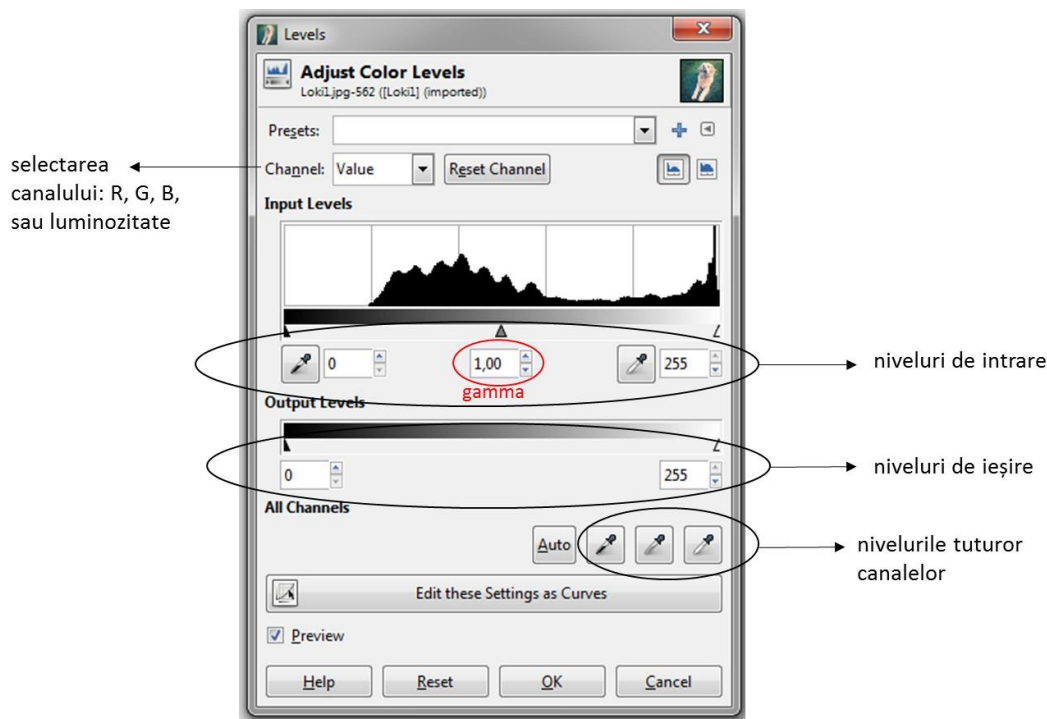 Levels
Adjust Color Levels
Loki1.jpg-562 ([Loki1] (imported))
Presets:
selectarea
canalului: R, G, B,
sau luminozitate
Channel: Value Reset Channel
Input Levels
0 1,00 255
gamma
niveluri de intrare
Output Levels
0 255
niveluri de ieșire
All Channels
Auto
nivelurile tuturor
canalelor
Edit these Settings as Curves
Preview
Help Reset OK Cancel